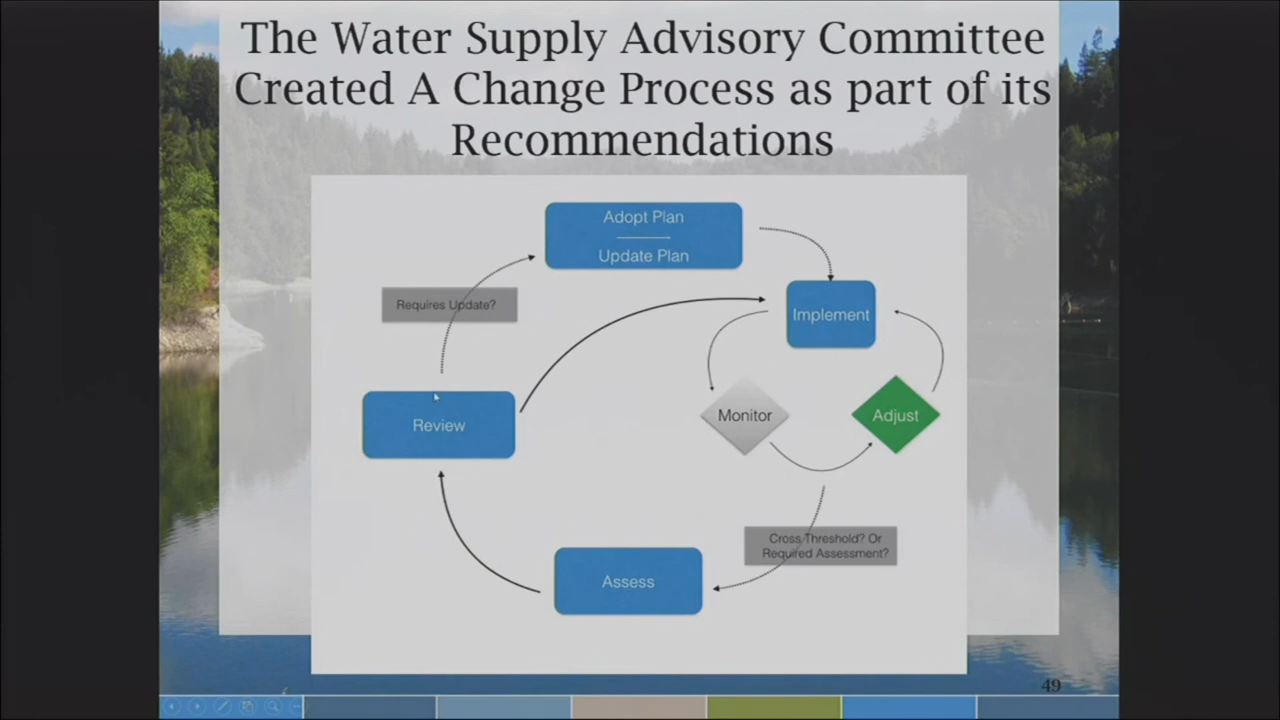 The Water Supply Advisory Committee
Created A Change Process as part of its
Recommendations
Adopt Plan
Update Plan
Requires Update?
Implement
Review
Monitor
Adjust
Cross Threshold? Or
Required Assessment?
Assess
49